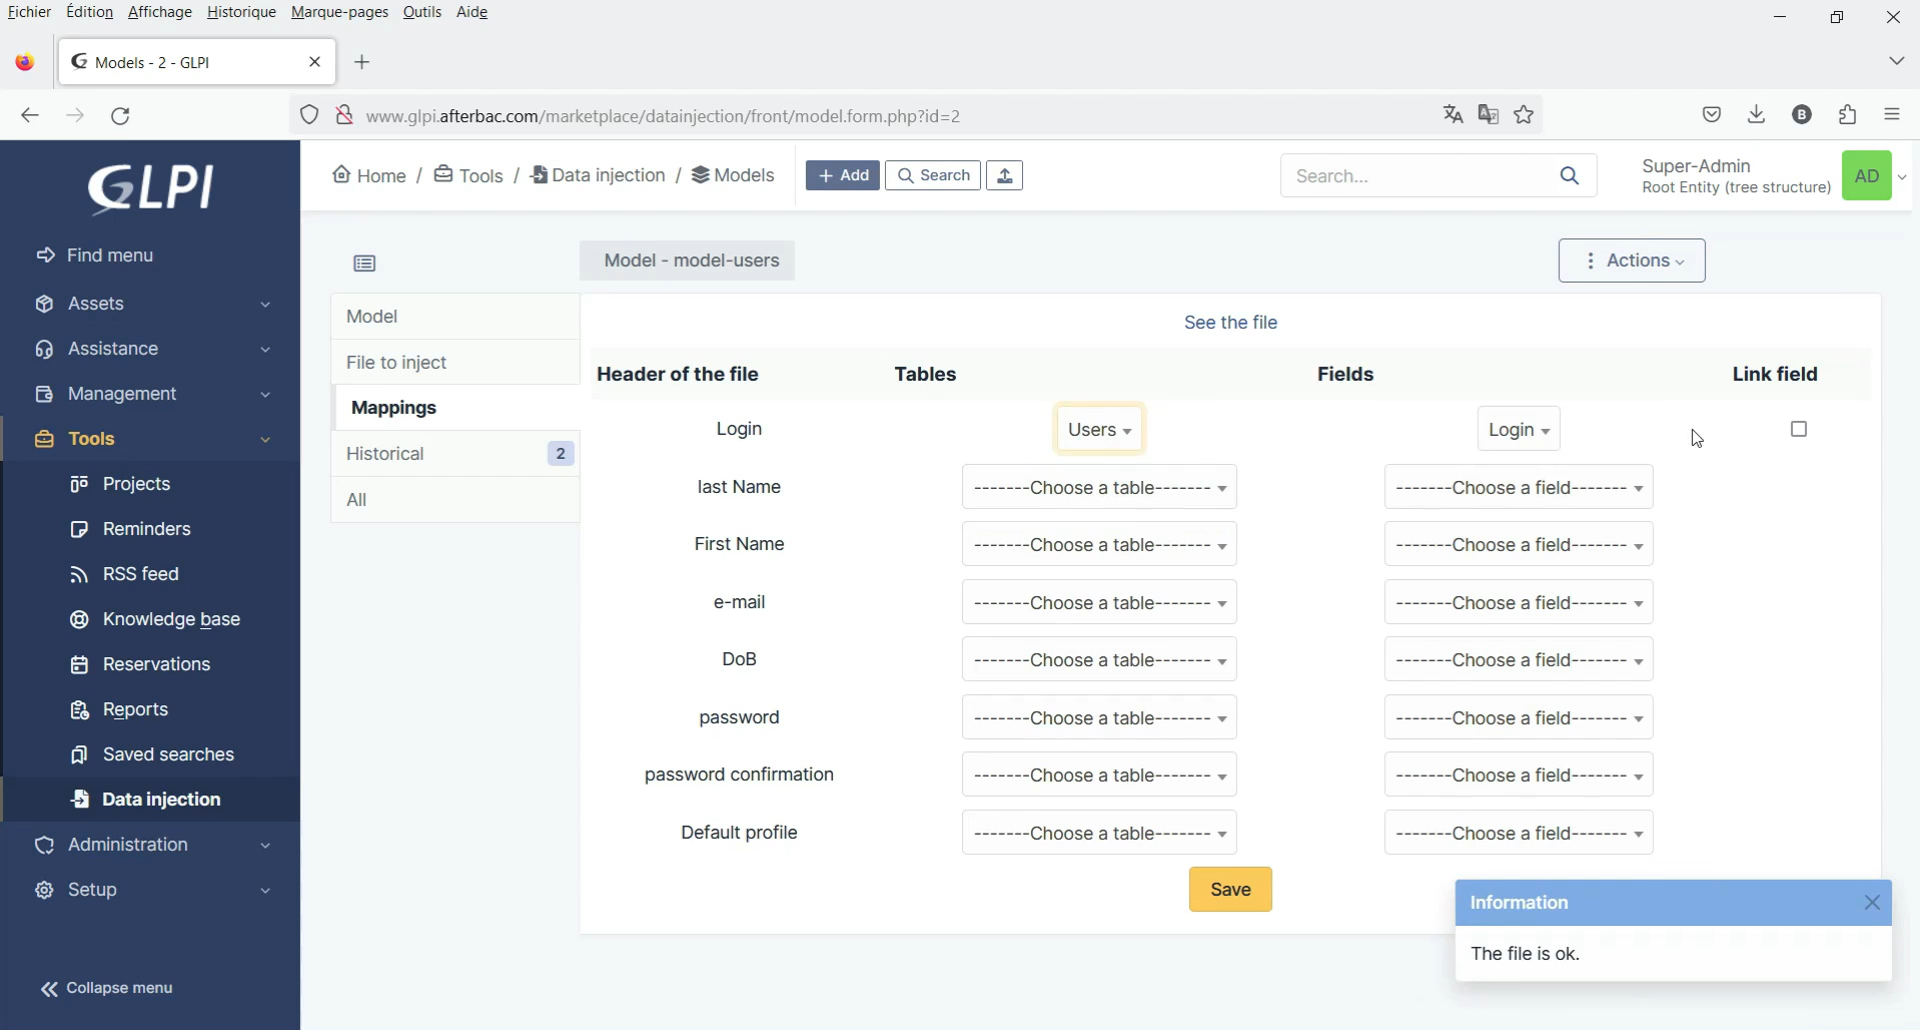 Fichier Édition Affichage Historique Marque-pages Outils Aide
Models - 2 - GLPI
www.glpi.afterbac.com/marketplace/datainjection/front/model.form.php?id=2
B
GLPI
Home / Tools / Data injection / Models
+ Add
Search
Search...
Super-Admin
Root Entity (tree structure)
AD
Find menu
Assets
Assistance
Management
Tools
Projects
Reminders
RSS feed
Knowledge base
Reservations
Reports
Saved searches
Data injection
Administration
Setup
Collapse menu
Model - model-users
Actions
Model
File to inject
Mappings
Historical 2
All
See the file
Header of the file Tables Fields Link field
Login Users Login
last Name -------Choose a table------- -------Choose a field-------
First Name -------Choose a table------- -------Choose a field-------
e-mail -------Choose a table------- -------Choose a field-------
DoB -------Choose a table------- -------Choose a field-------
password -------Choose a table------- -------Choose a field-------
password confirmation -------Choose a table------- -------Choose a field-------
Default profile -------Choose a table------- -------Choose a field-------
Save
Information
The file is ok.